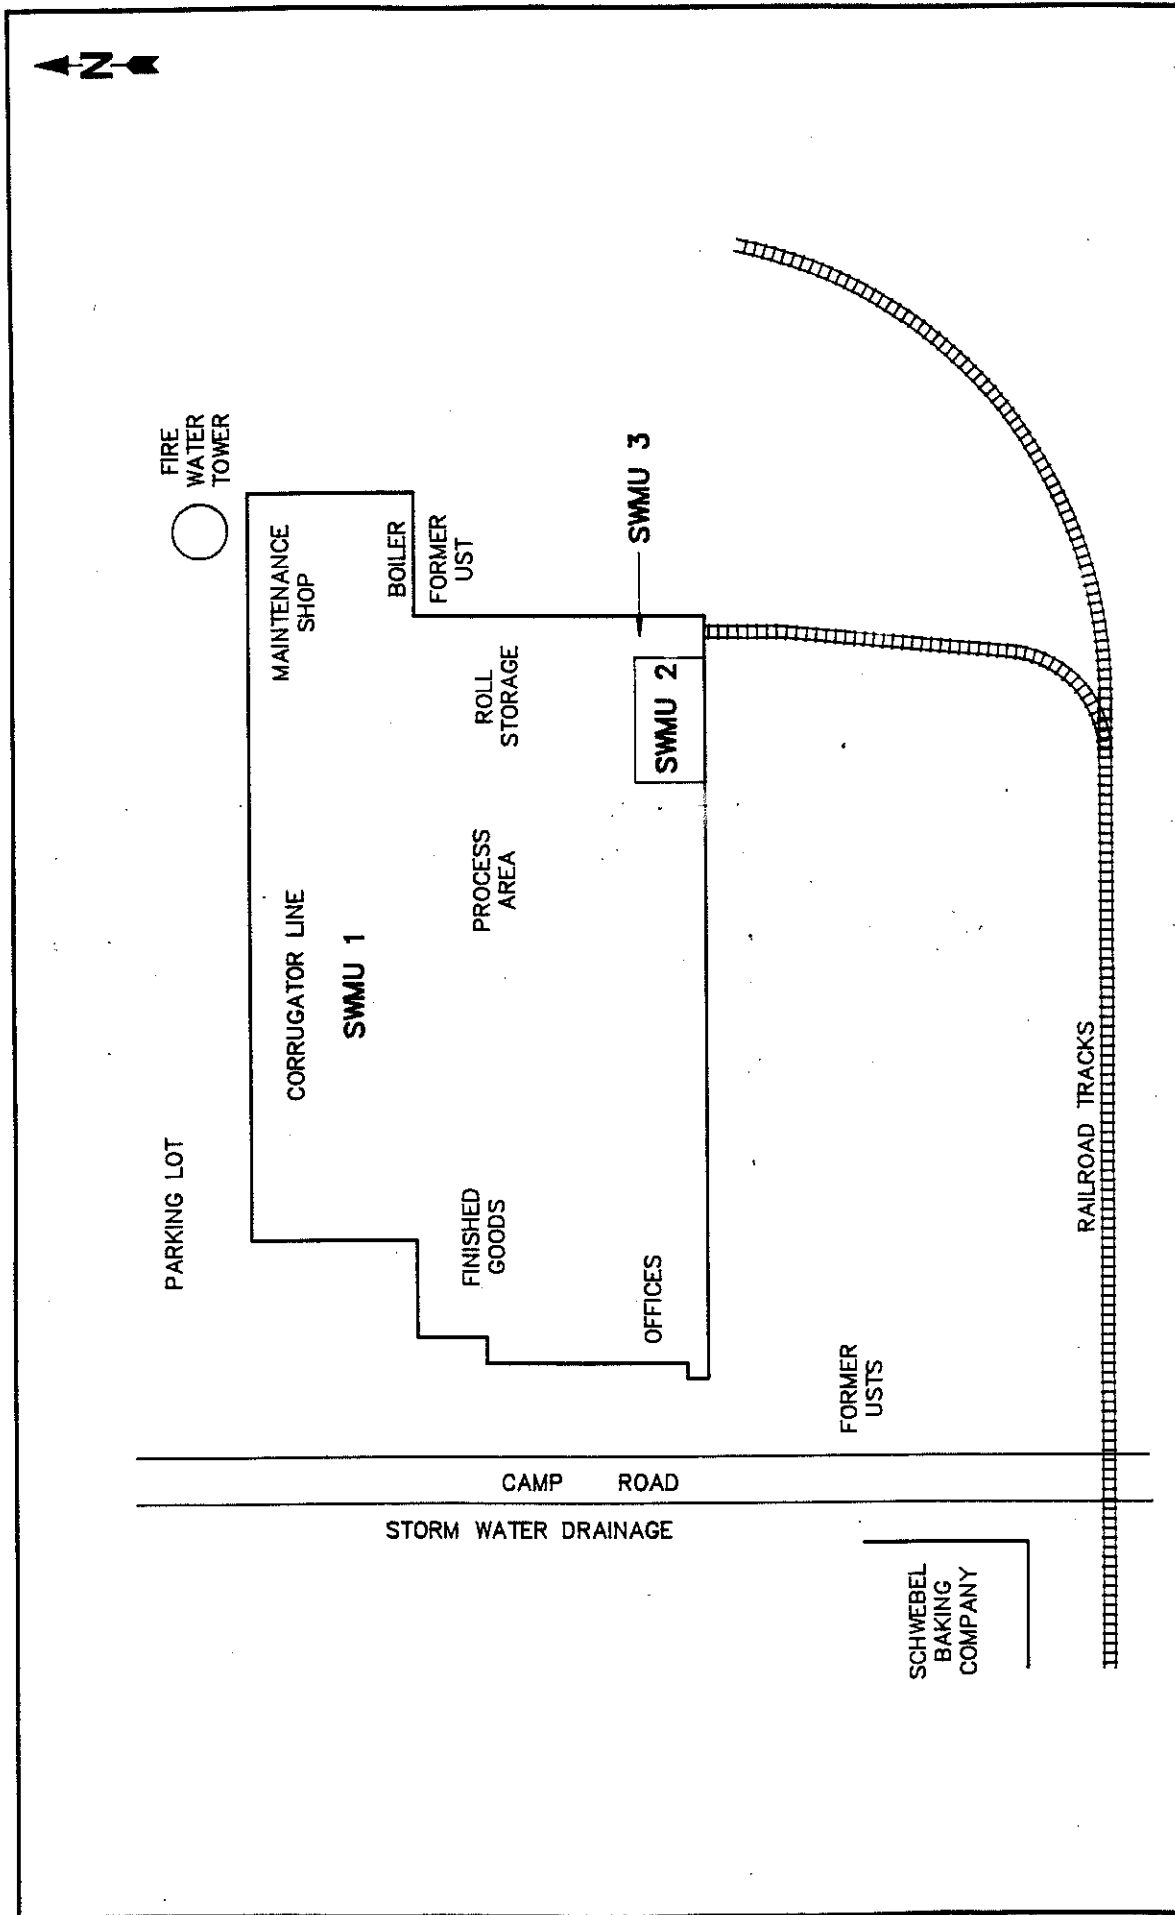 N
FIRE
WATER
TOWER
PARKING LOT
MAINTENANCE
SHOP
CORRUGATOR LINE
SWMU 1
BOILER
FORMER
UST
FINISHED
GOODS
PROCESS
AREA
ROLL
STORAGE
OFFICES
SWMU 2
SWMU 3
FORMER
USTS
CAMP ROAD
STORM WATER DRAINAGE
SCHWEBEL
BAKING
COMPANY
RAILROAD TRACKS